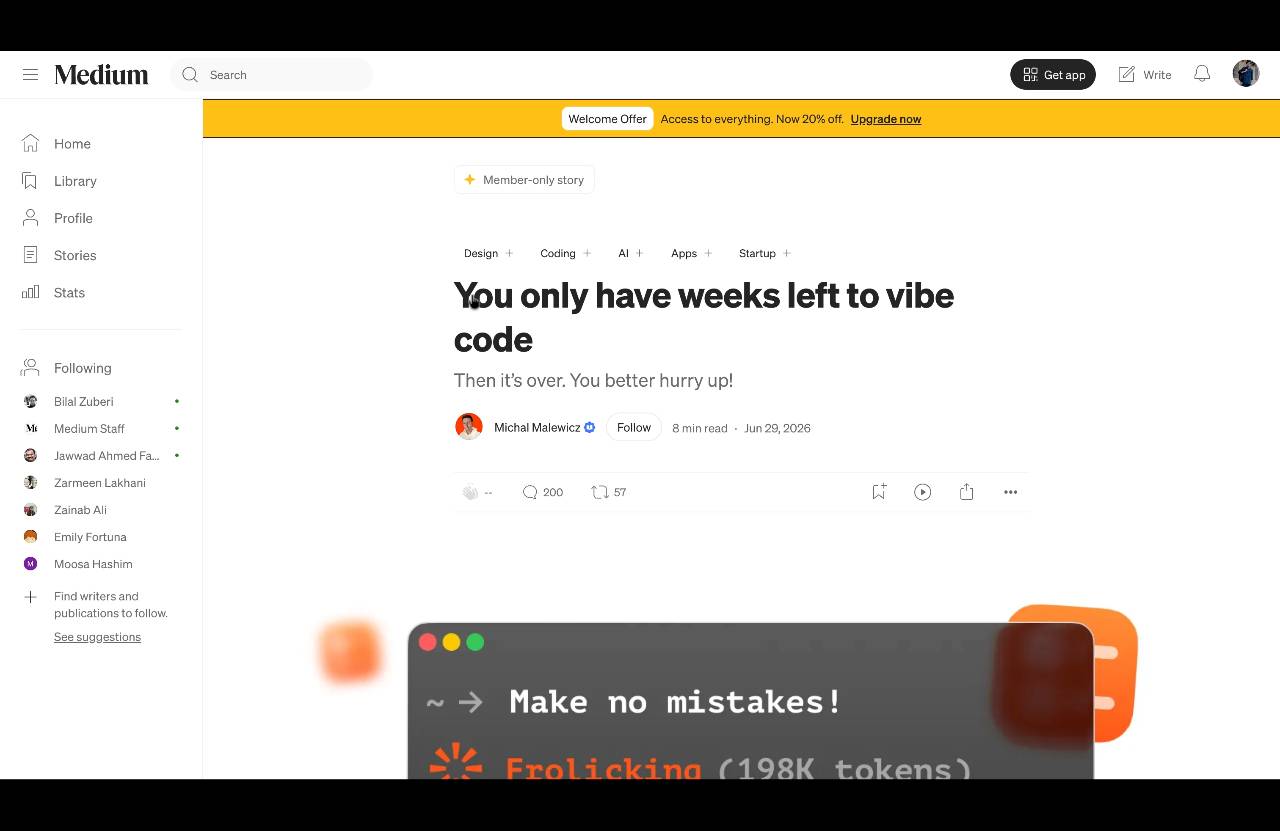 Medium
Search
Get app
Write
Home
Library
Profile
Stories
Stats
Following
Bilal Zuberi
Medium Staff
Jawwad Ahmed Fa...
Zarmeen Lakhani
Zainab Ali
Emily Fortuna
M
Moosa Hashim
Find writers and
publications to follow.
See suggestions
Welcome Offer Access to everything. Now 20% off. Upgrade now
Member-only story
Design + Coding + AI + Apps + Startup +
You only have weeks left to vibe
code
Then it’s over. You better hurry up!
Michal Malewicz Follow 8 min read · Jun 29, 2026
-- 200 57
~ → Make no mistakes!
Frolicking (198K tokens)